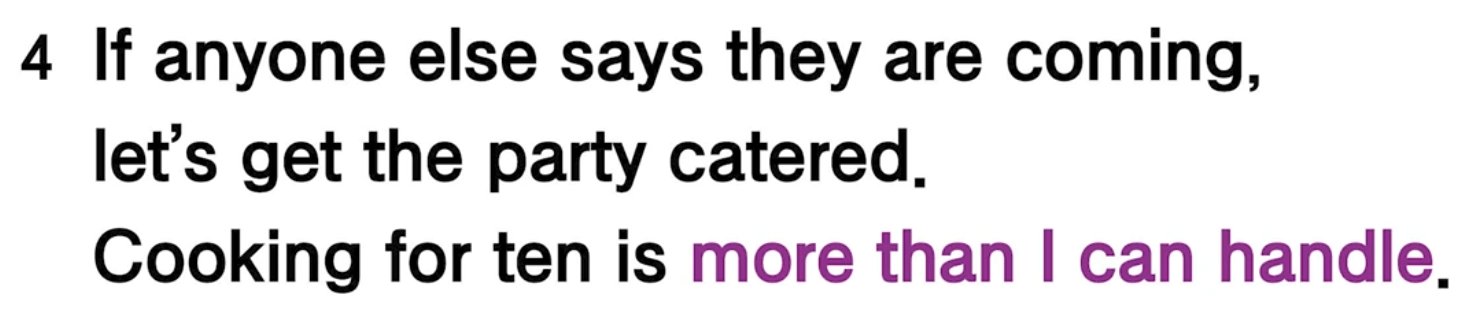 4 If anyone else says they are coming,
let’s get the party catered.
Cooking for ten is more than I can handle.